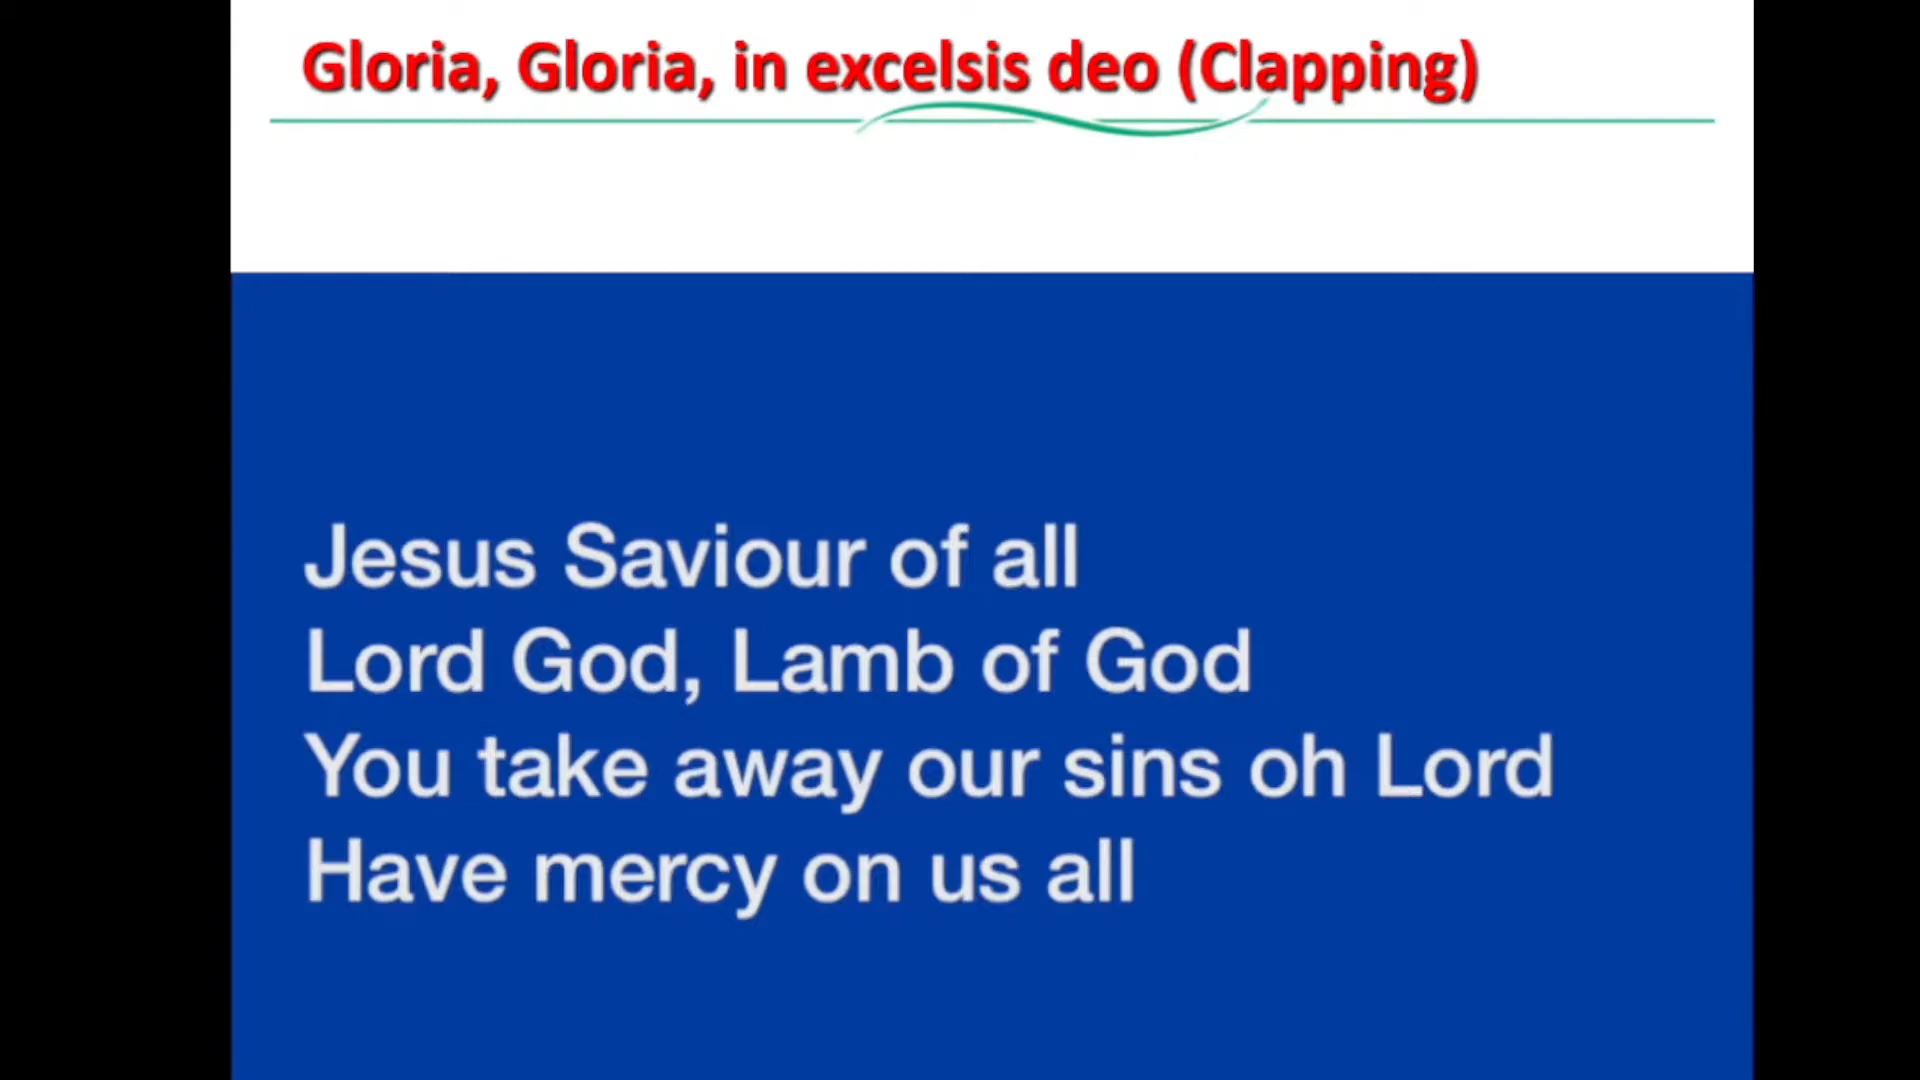 Gloria, Gloria, in excelsis deo (Clapping)
Jesus Saviour of all
Lord God, Lamb of God
You take away our sins oh Lord
Have mercy on us all